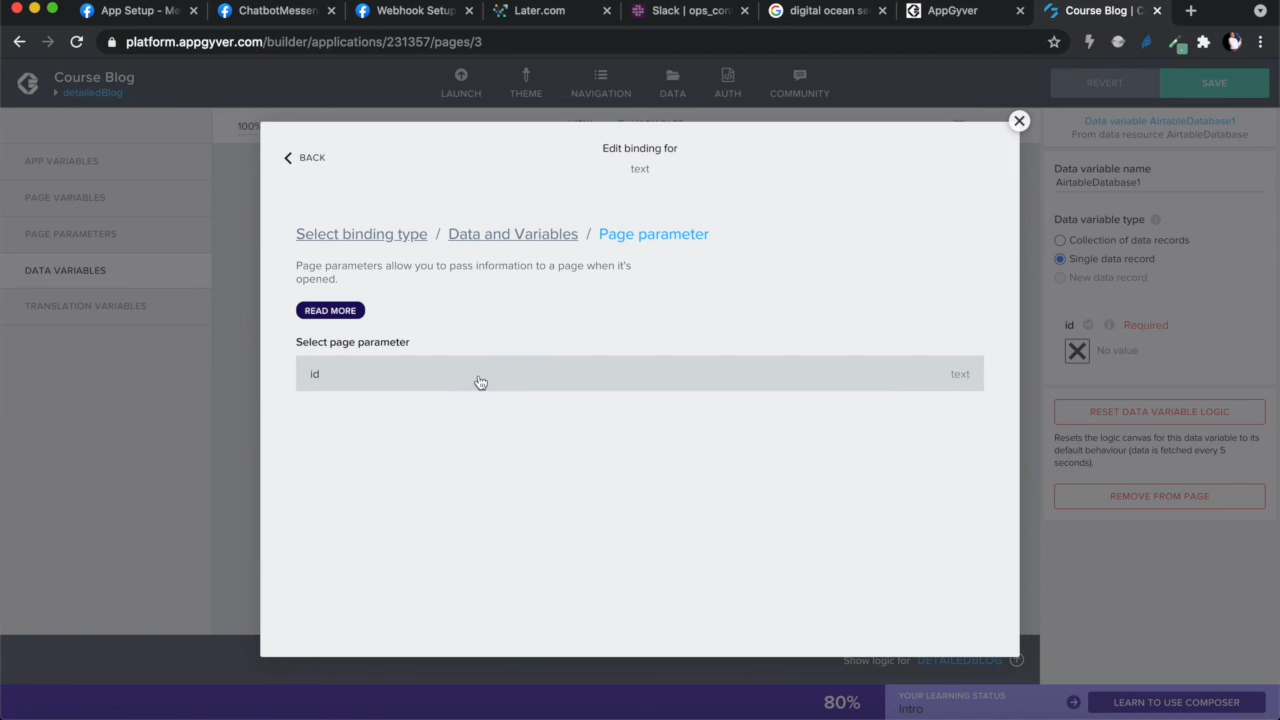 App Setup - Me
ChatbotMessen
Webhook Setup
Later.com
Slack | ops_con
digital ocean se
AppGyver
Course Blog | C
platform.appgyver.com/builder/applications/231357/pages/3
Course Blog
detailedBlog
LAUNCH
THEME
NAVIGATION
DATA
AUTH
COMMUNITY
REVERT
SAVE
100%
APP VARIABLES
PAGE VARIABLES
PAGE PARAMETERS
DATA VARIABLES
TRANSLATION VARIABLES
BACK
Edit binding for
text
Select binding type / Data and Variables / Page parameter
Page parameters allow you to pass information to a page when it's
opened.
READ MORE
Select page parameter
id
text
Data variable AirtableDatabase1
From data resource AirtableDatabase
Data variable name
AirtableDatabase1
Data variable type
Collection of data records
Single data record
New data record
id
Required
No value
RESET DATA VARIABLE LOGIC
Resets the logic canvas for this data variable to its
default behaviour (data is fetched every 5
seconds).
REMOVE FROM PAGE
Show logic for DETAILEDBLOG
80%
YOUR LEARNING STATUS
Intro
LEARN TO USE COMPOSER